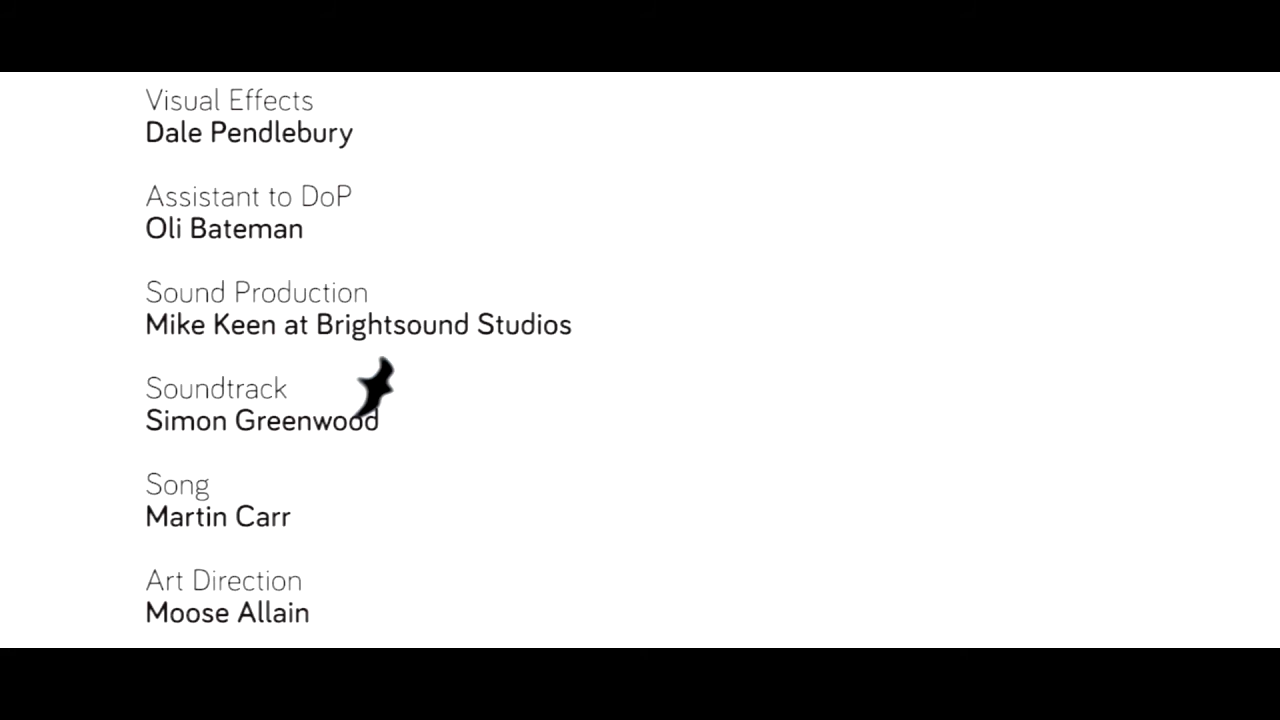 Visual Effects
Dale Pendlebury
Assistant to DoP
Oli Bateman
Sound Production
Mike Keen at Brightsound Studios
Soundtrack
Simon Greenwood
Song
Martin Carr
Art Direction
Moose Allain